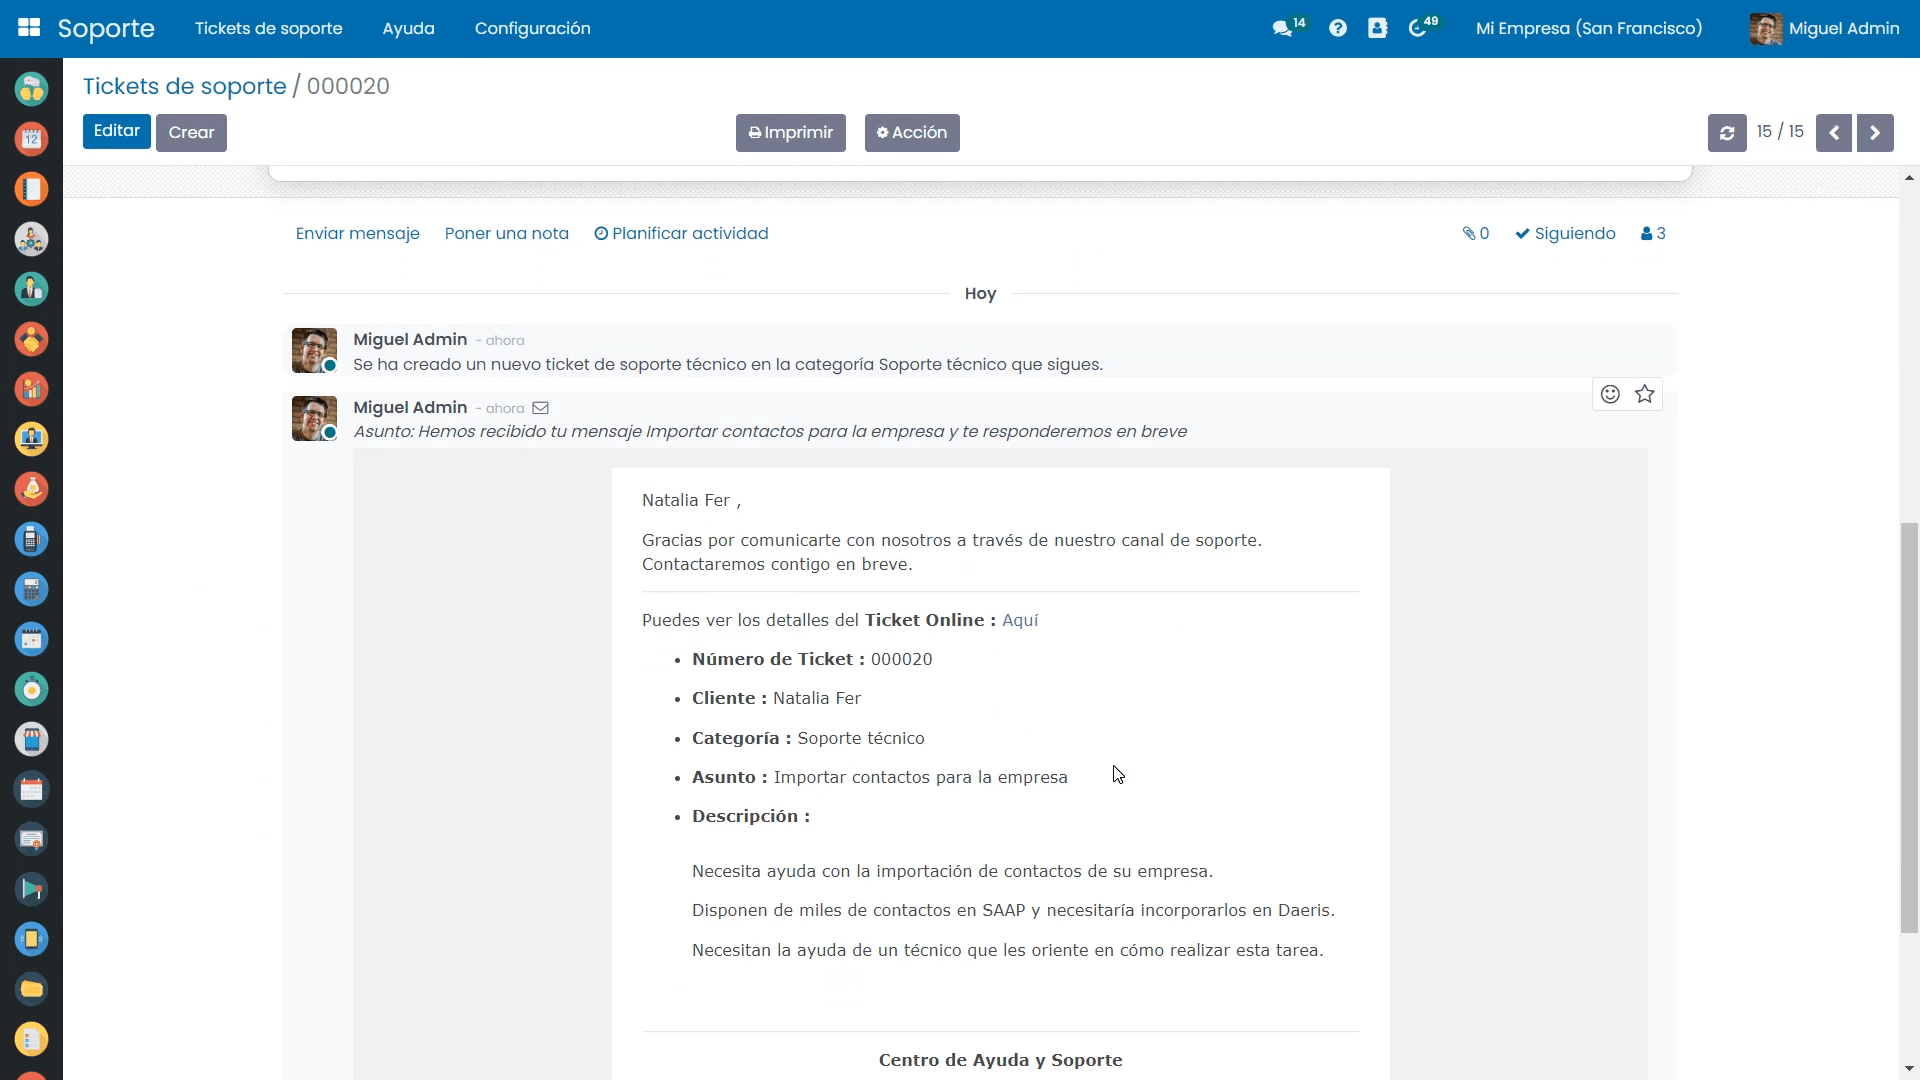 Soporte
Tickets de soporte
Ayuda
Configuración
14
49
Mi Empresa (San Francisco)
Miguel Admin
Tickets de soporte / 000020
Editar
Crear
Imprimir
Acción
15 / 15
12
Enviar mensaje
Poner una nota
Planificar actividad
0
Siguiendo
3
Hoy
Miguel Admin - ahora
Se ha creado un nuevo ticket de soporte técnico en la categoría Soporte técnico que sigues.
Miguel Admin - ahora
Asunto: Hemos recibido tu mensaje Importar contactos para la empresa y te responderemos en breve
Natalia Fer ,
Gracias por comunicarte con nosotros a través de nuestro canal de soporte.
Contactaremos contigo en breve.
Puedes ver los detalles del Ticket Online : Aquí
• Número de Ticket : 000020
• Cliente : Natalia Fer
• Categoría : Soporte técnico
• Asunto : Importar contactos para la empresa
• Descripción :
Necesita ayuda con la importación de contactos de su empresa.
Disponen de miles de contactos en SAAP y necesitaría incorporarlos en Daeris.
Necesitan la ayuda de un técnico que les oriente en cómo realizar esta tarea.
Centro de Ayuda y Soporte